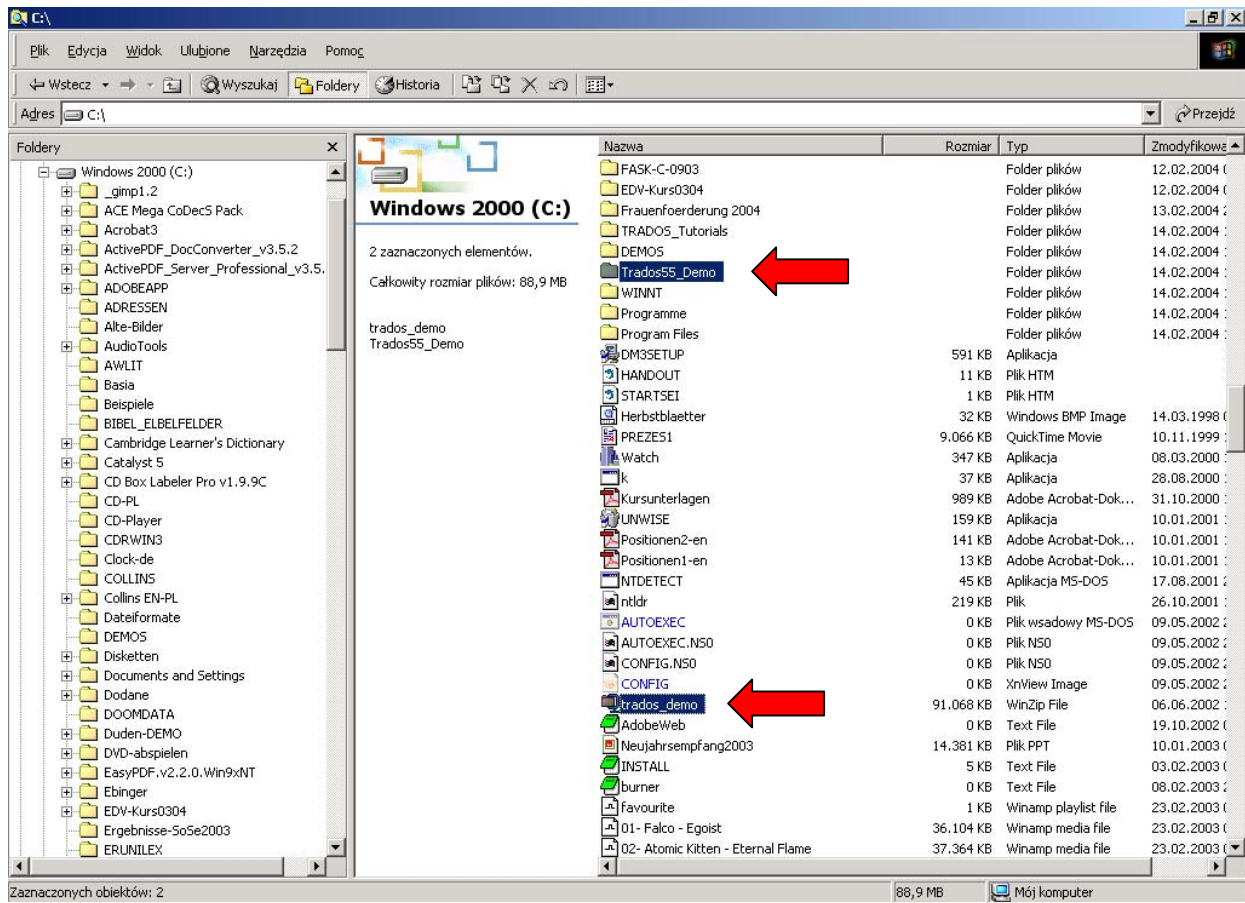 C:\
Plik Edycja Widok Ulubione Narzędzia Pomoc
Wstecz Wyszukaj Foldery Historia
Adres C:\ Przejdź
Foldery
Windows 2000 (C:)
_gimp1.2
ACE Mega CoDecS Pack
Acrobat3
ActivePDF_DocConverter_v3.5.2
ActivePDF_Server_Professional_v3.5.
ADOBEAPP
ADRESSEN
Alte-Bilder
AudioTools
AWLIT
Basia
Beispiele
BIBEL_ELBELFELDER
Cambridge Learner's Dictionary
Catalyst 5
CD Box Labeler Pro v1.9.9C
CD-PL
CD-Player
CDRWIN3
Clock-de
COLLINS
Collins EN-PL
Dateiformate
DEMOS
Disketten
Documents and Settings
Dodane
DOOMDATA
Duden-DEMO
DVD-abspielen
EasyPDF.v2.2.0.Win9xNT
Ebinger
EDV-Kurs0304
Ergebnisse-SoSe2003
ERUNILEX
Windows 2000 (C:)
2 zaznaczonych elementów.
Całkowity rozmiar plików: 88,9 MB
trados_demo
Trados55_Demo
Nazwa Rozmiar Typ Zmodyfikowa
FASK-C-0903 Folder plików 12.02.2004
EDV-Kurs0304 Folder plików 12.02.2004
Frauenfoerderung 2004 Folder plików 13.02.2004
TRADOS_Tutorials Folder plików 14.02.2004
DEMOS Folder plików 14.02.2004
Trados55_Demo Folder plików 14.02.2004
WINNT Folder plików 14.02.2004
Programme Folder plików 14.02.2004
Program Files Folder plików 14.02.2004
DM3SETUP 591 KB Aplikacja
HANDOUT 11 KB Plik HTM
STARTSEI 1 KB Plik HTM
Herbstblaetter 32 KB Windows BMP Image 14.03.1998
PREZES1 9.066 KB QuickTime Movie 10.11.1999
Watch 347 KB Aplikacja 08.03.2000
k 37 KB Aplikacja 28.08.2000
Kursunterlagen 989 KB Adobe Acrobat-Dok... 31.10.2000
UNWISE 159 KB Aplikacja 10.01.2001
Positionen2-en 141 KB Adobe Acrobat-Dok... 10.01.2001
Positionen1-en 13 KB Adobe Acrobat-Dok... 10.01.2001
NTDETECT 45 KB Aplikacja MS-DOS 17.08.2001
ntldr 219 KB Plik 26.10.2001
AUTOEXEC 0 KB Plik wsadowy MS-DOS 09.05.2002
AUTOEXEC.NS0 0 KB Plik NS0 09.05.2002
CONFIG.NS0 0 KB Plik NS0 09.05.2002
CONFIG 0 KB XnView Image 09.05.2002
trados_demo 91.068 KB WinZip File 06.06.2002
AdobeWeb 0 KB Text File 19.10.2002
Neujahrsempfang2003 14.381 KB Plik PPT 10.01.2003
INSTALL 5 KB Text File 03.02.2003
burner 0 KB Text File 08.02.2003
favourite 1 KB Winamp playlist file 23.02.2003
01- Falco - Egoist 36.104 KB Winamp media file 23.02.2003
02- Atomic Kitten - Eternal Flame 37.364 KB Winamp media file 23.02.2003
Zaznaczonych obiektów: 2 88,9 MB Mój komputer